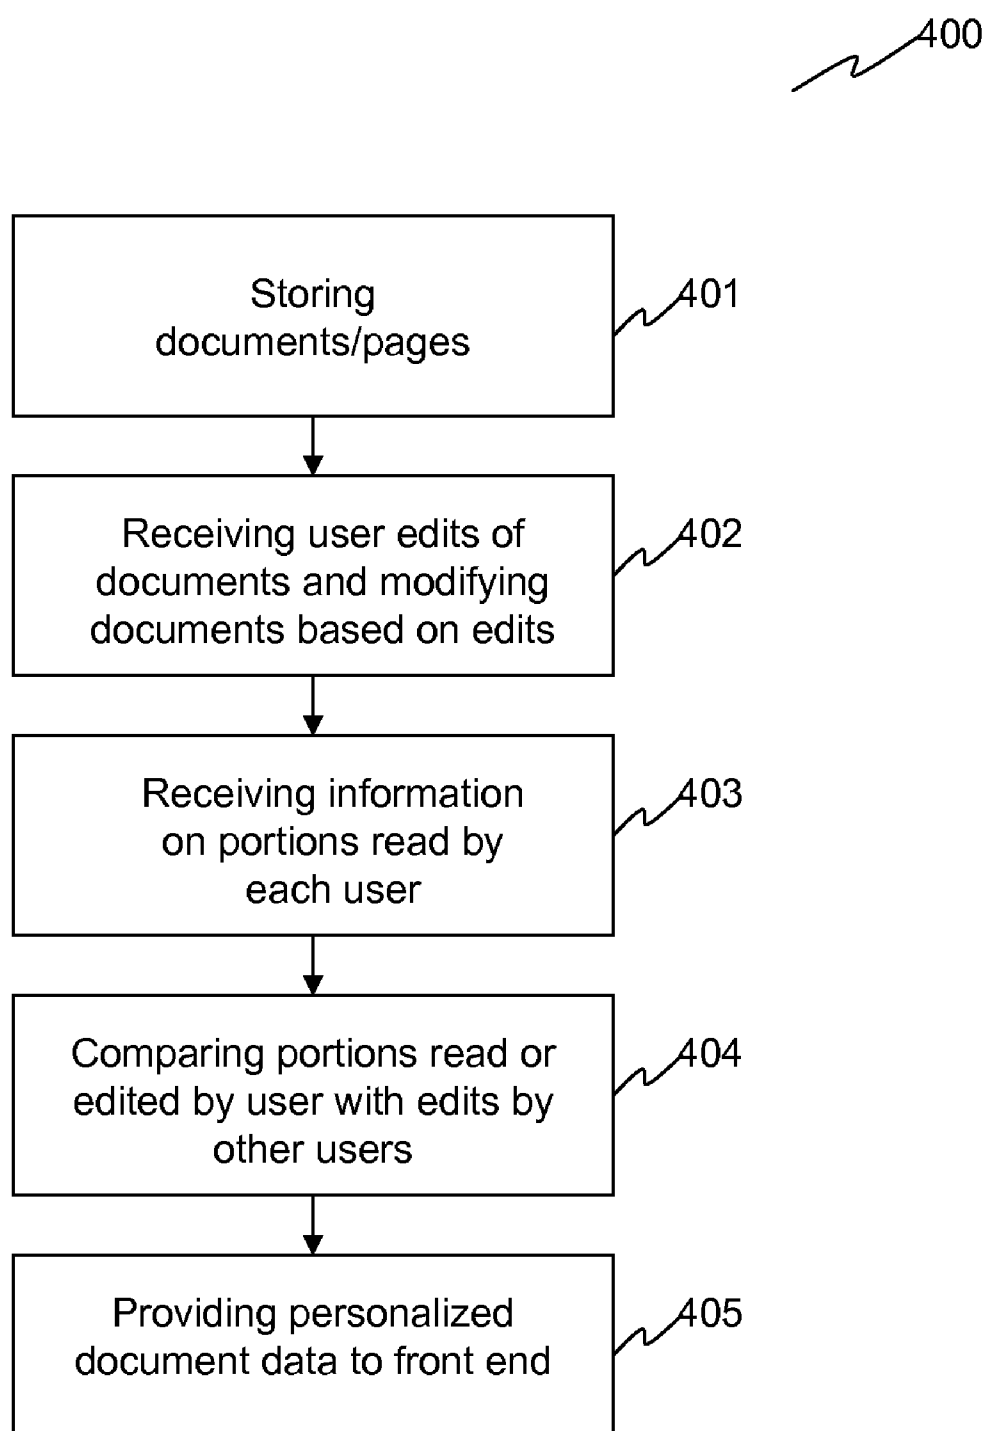 400
Storing
documents/pages
401
Receiving user edits of
documents and modifying
documents based on edits
402
Receiving information
on portions read by
each user
403
Comparing portions read or
edited by user with edits by
other users
404
Providing personalized
document data to front end
405